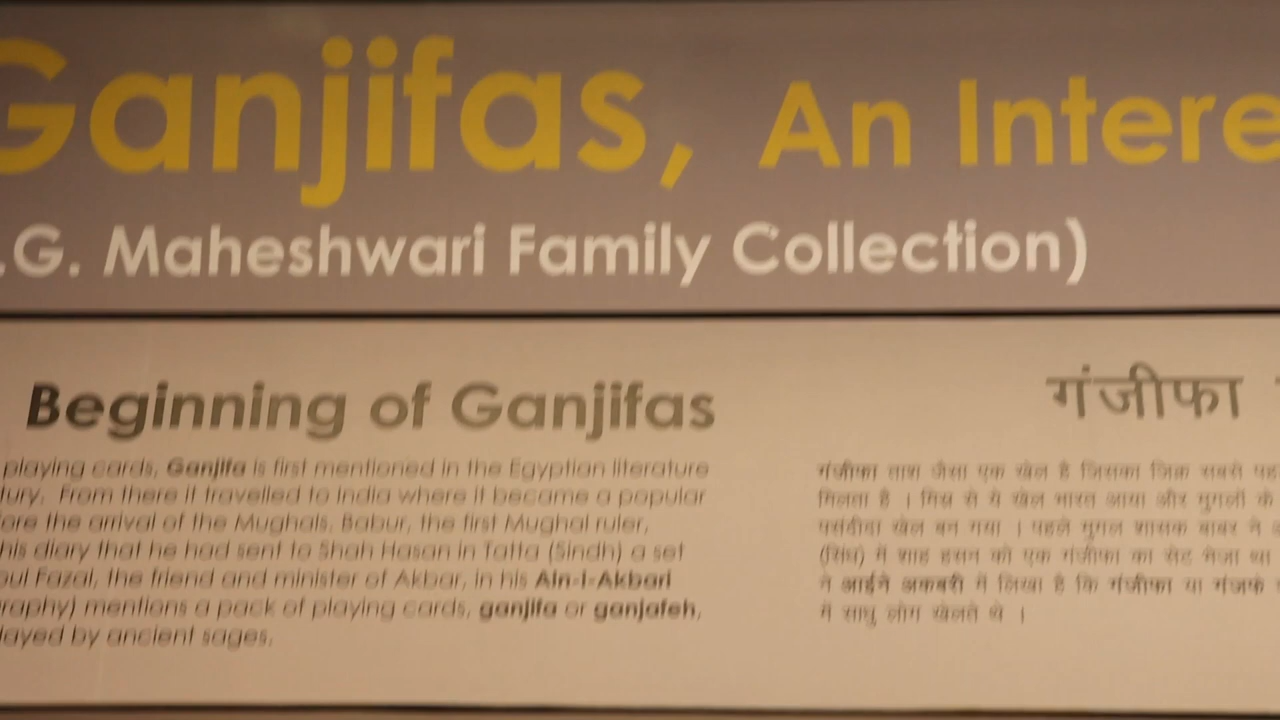 Ganjifas, An Intere
.G. Maheshwari Family Collection)
Beginning of Ganjifas
playing cards, Ganjifa is first mentioned in the Egyptian literature
tury. From there it travelled to India where it became a popular
ore the arrival of the Mughals. Babur, the first Mughal ruler,
his diary that he had sent to Shah Hasan in Tatta (Sindh) a set
bul Fazal, the friend and minister of Akbar, in his Ain-i-Akbari
raphy) mentions a pack of playing cards, ganjifa or ganjafeh,
layed by ancient sages.
गंजीफा
गंजीफा ताश जैसा एक खेल है जिसका जिक्र सबसे पह
मिलता है । मिस्र से ये खेल भारत आया और मुगलों के
पसंदीदा खेल बन गया । पहले मुगल शासक बाबर ने
(सिंध) में शाह हसन को एक गंजीफा का सेट भेजा था
ने आईने अकबरी में लिखा है कि गंजीफा या गंजफे
में साधु लोग खेलते थे ।